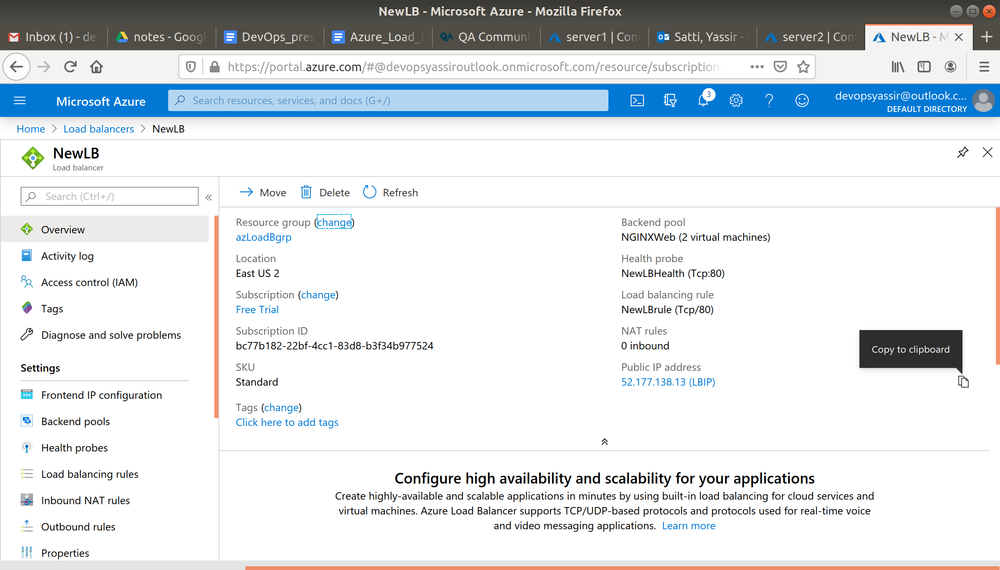 NewLB - Microsoft Azure - Mozilla Firefox
Inbox (1) - de
notes - Googl
DevOps_pres
Azure_Load_b
QA Communi
server1 | Con
Satti, Yassir -
server2 | Con
NewLB - M
https://portal.azure.com/#@devopsyassiroutlook.onmicrosoft.com/resource/subscription
Microsoft Azure
Search resources, services, and docs (G+/)
3
devopsyassir@outlook.c...
DEFAULT DIRECTORY
Home > Load balancers > NewLB
NewLB
Load balancer
Search (Ctrl+/)
«
Overview
Activity log
Access control (IAM)
Tags
Diagnose and solve problems
Settings
Frontend IP configuration
Backend pools
Health probes
Load balancing rules
Inbound NAT rules
Outbound rules
Properties
Move
Delete
Refresh
Resource group (change)
azLoadBgrp
Location
East US 2
Subscription (change)
Free Trial
Subscription ID
bc77b182-22bf-4cc1-83d8-b3f34b977524
SKU
Standard
Tags (change)
Click here to add tags
Backend pool
NGINXWeb (2 virtual machines)
Health probe
NewLBHealth (Tcp:80)
Load balancing rule
NewLBrule (Tcp/80)
NAT rules
0 inbound
Public IP address
52.177.138.13 (LBIP)
Copy to clipboard
Configure high availability and scalability for your applications
Create highly-available and scalable applications in minutes by using built-in load balancing for cloud services and
virtual machines. Azure Load Balancer supports TCP/UDP-based protocols and protocols used for real-time voice
and video messaging applications. Learn more